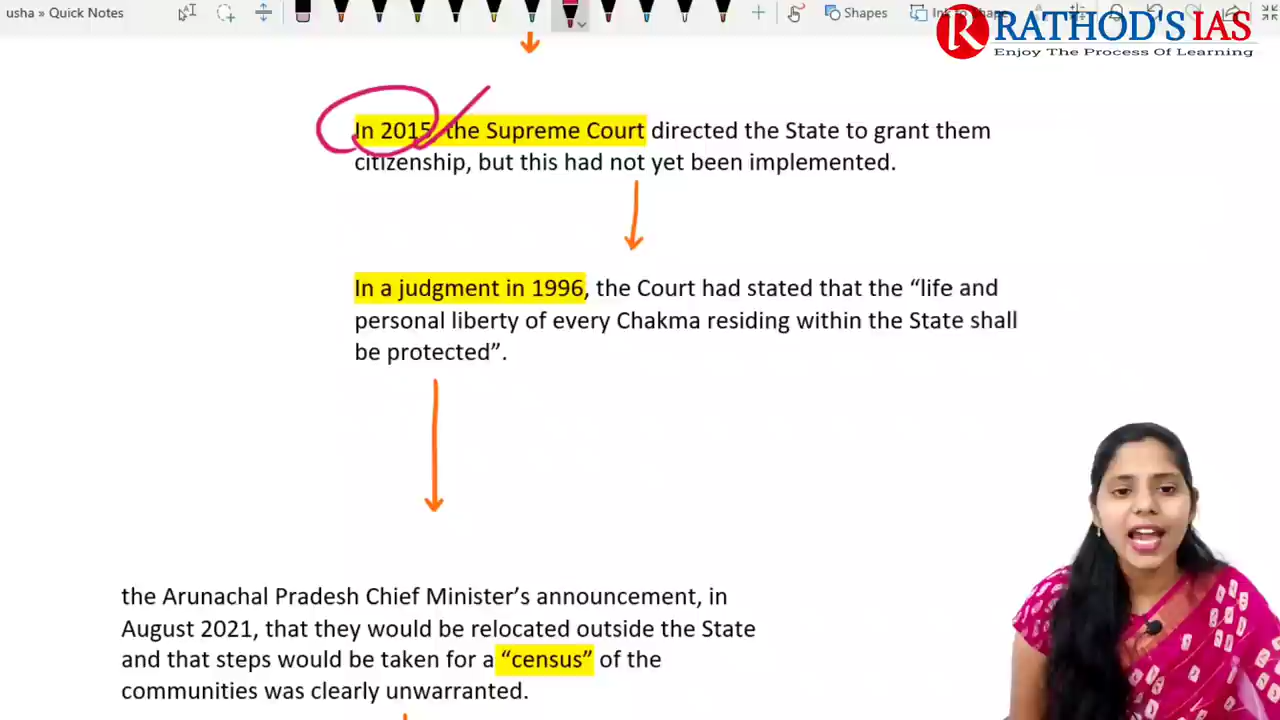 usha » Quick Notes
Shapes
RATHOD'S IAS
Enjoy The Process Of Learning
In 2015, the Supreme Court directed the State to grant them
citizenship, but this had not yet been implemented.
In a judgment in 1996, the Court had stated that the “life and
personal liberty of every Chakma residing within the State shall
be protected”.
the Arunachal Pradesh Chief Minister’s announcement, in
August 2021, that they would be relocated outside the State
and that steps would be taken for a “census” of the
communities was clearly unwarranted.